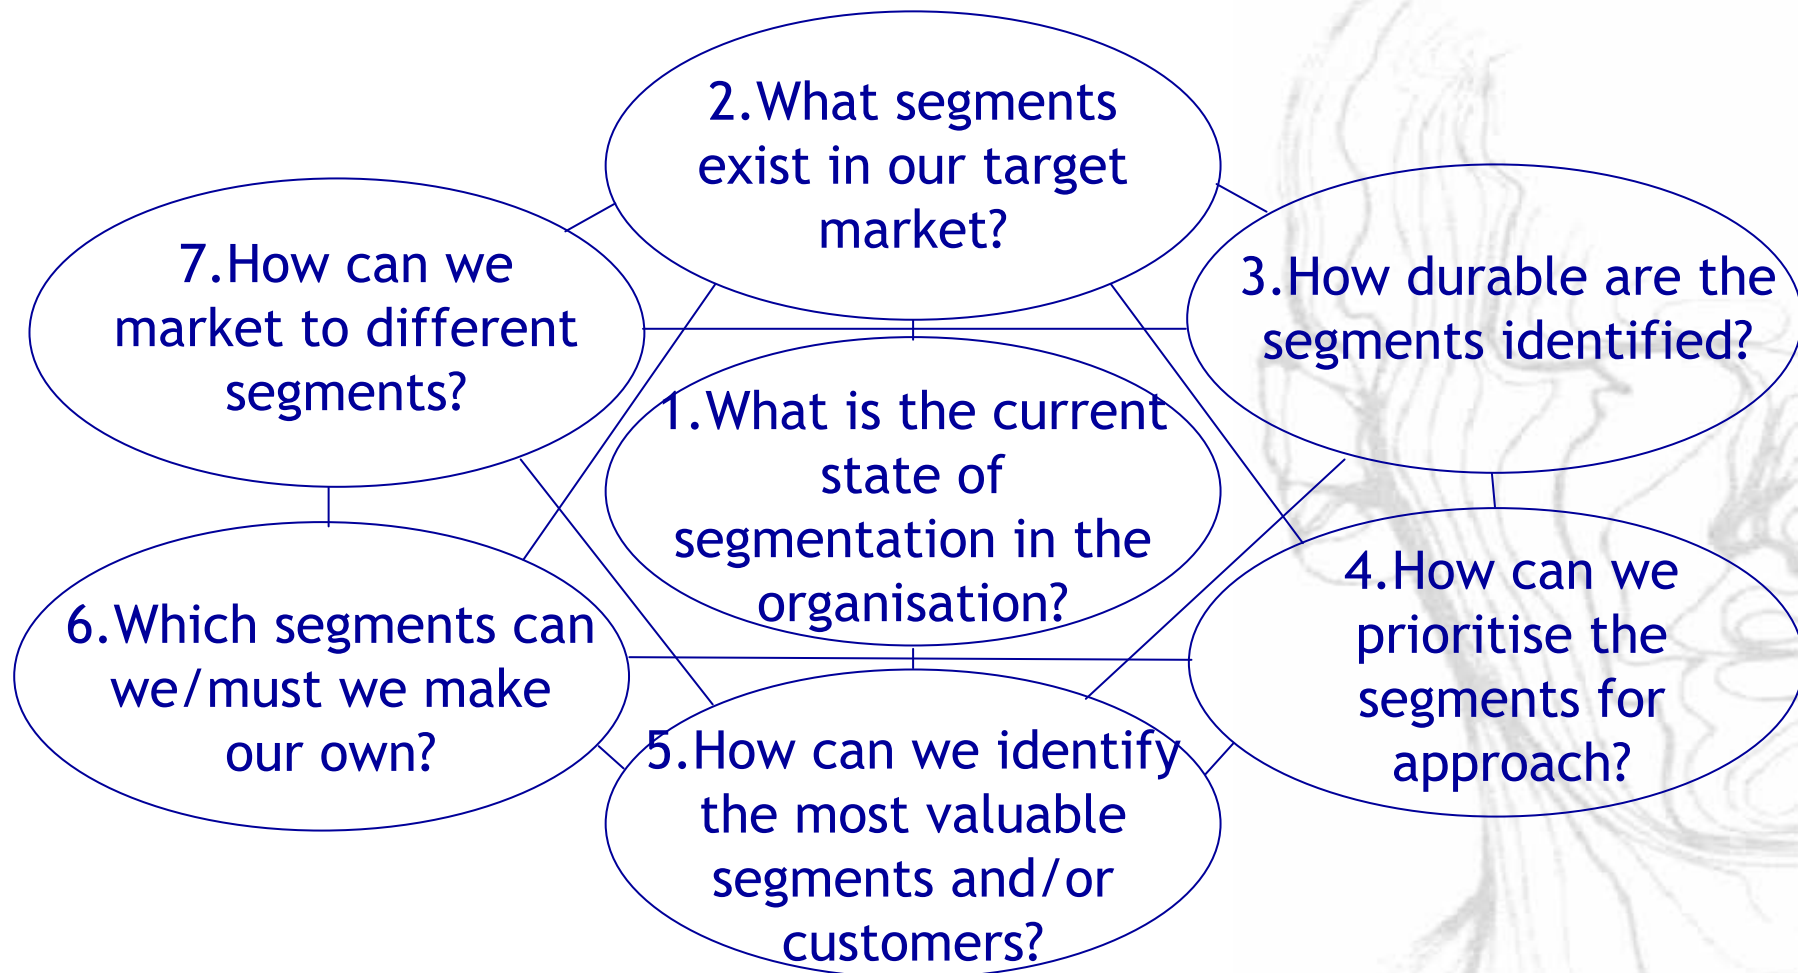 2.What segments
exist in our target
market?
7.How can we
market to different
segments?
3.How durable are the
segments identified?
1.What is the current
state of
segmentation in the
organisation?
6.Which segments can
we/must we make
our own?
4.How can we
prioritise the
segments for
approach?
5.How can we identify
the most valuable
segments and/or
customers?